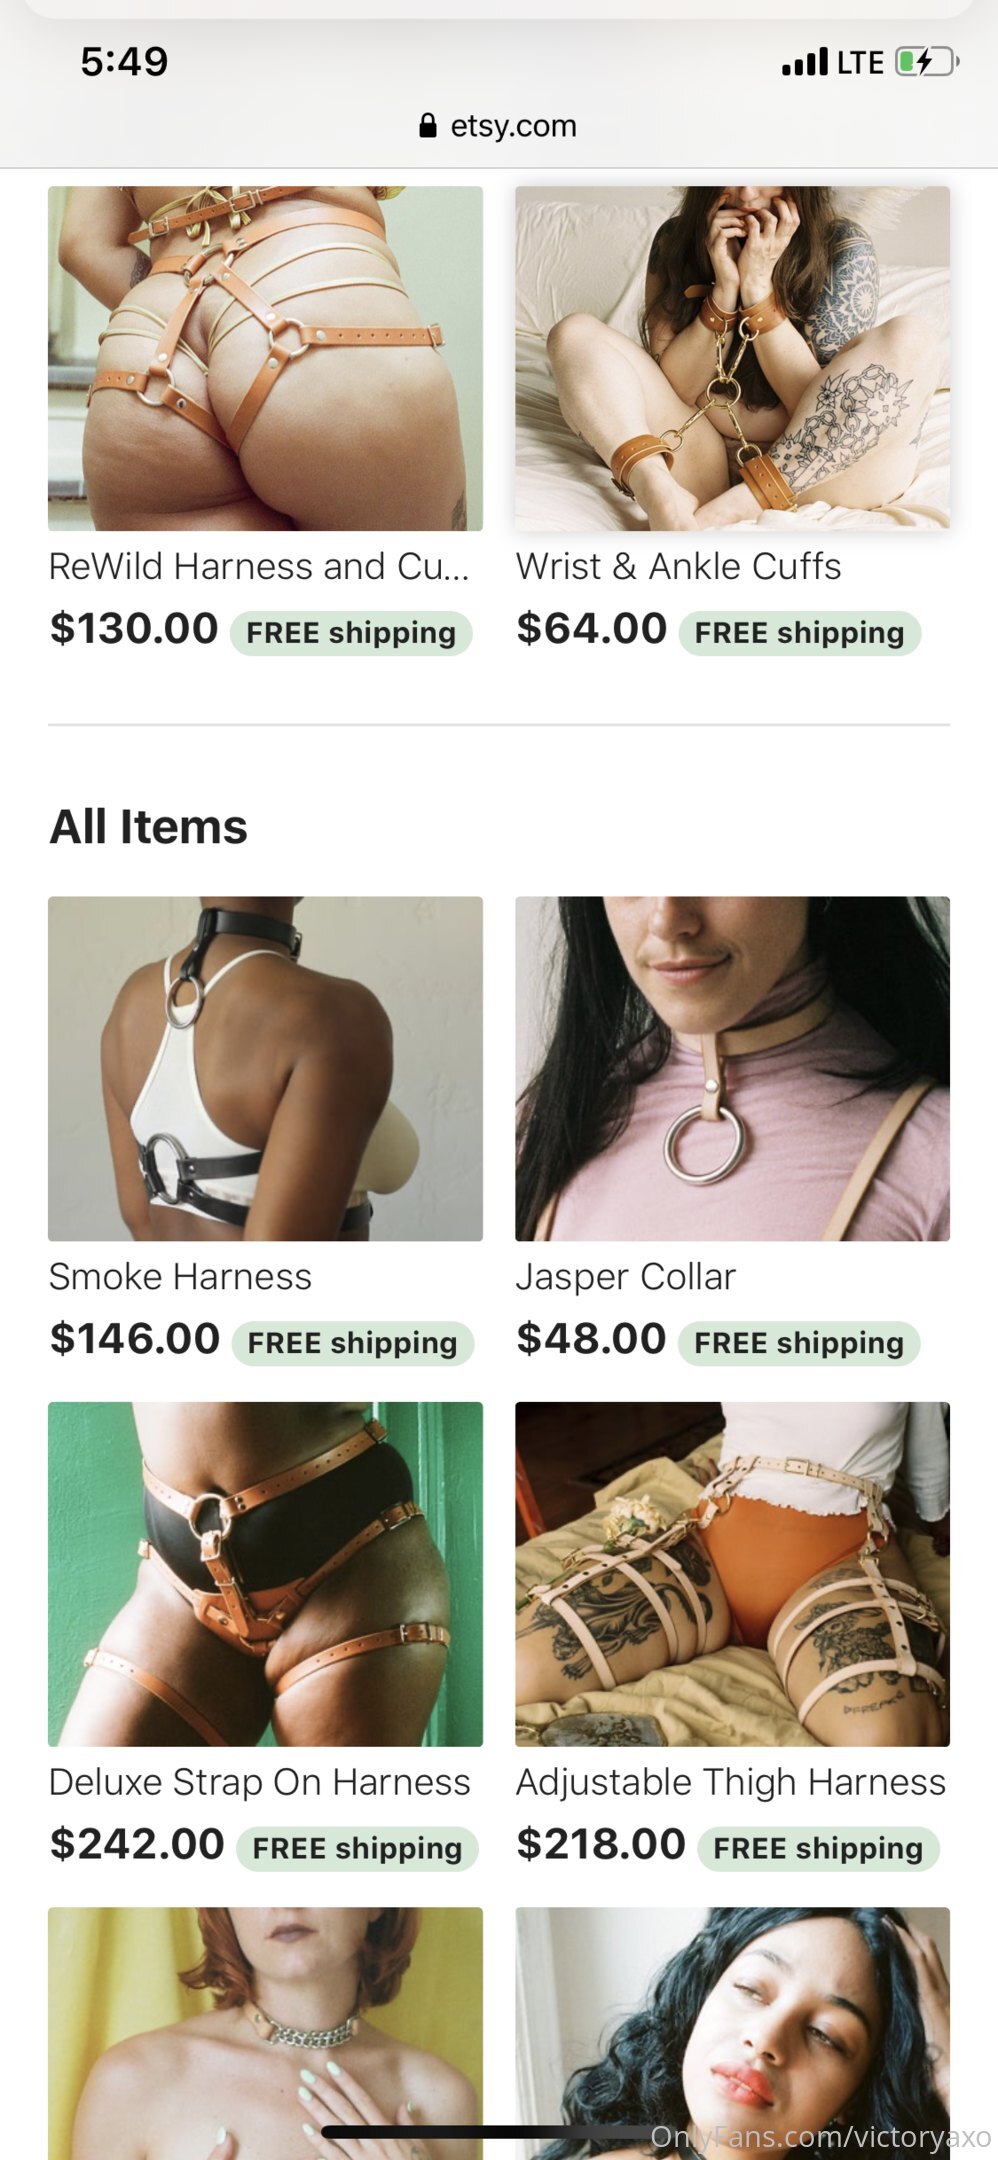 5:49 LTE
etsy.com
ReWild Harness and Cu... Wrist & Ankle Cuffs
$130.00 FREE shipping $64.00 FREE shipping
All Items
Smoke Harness Jasper Collar
$146.00 FREE shipping $48.00 FREE shipping
Deluxe Strap On Harness Adjustable Thigh Harness
$242.00 FREE shipping $218.00 FREE shipping
OnlyFans.com/victoryaxo